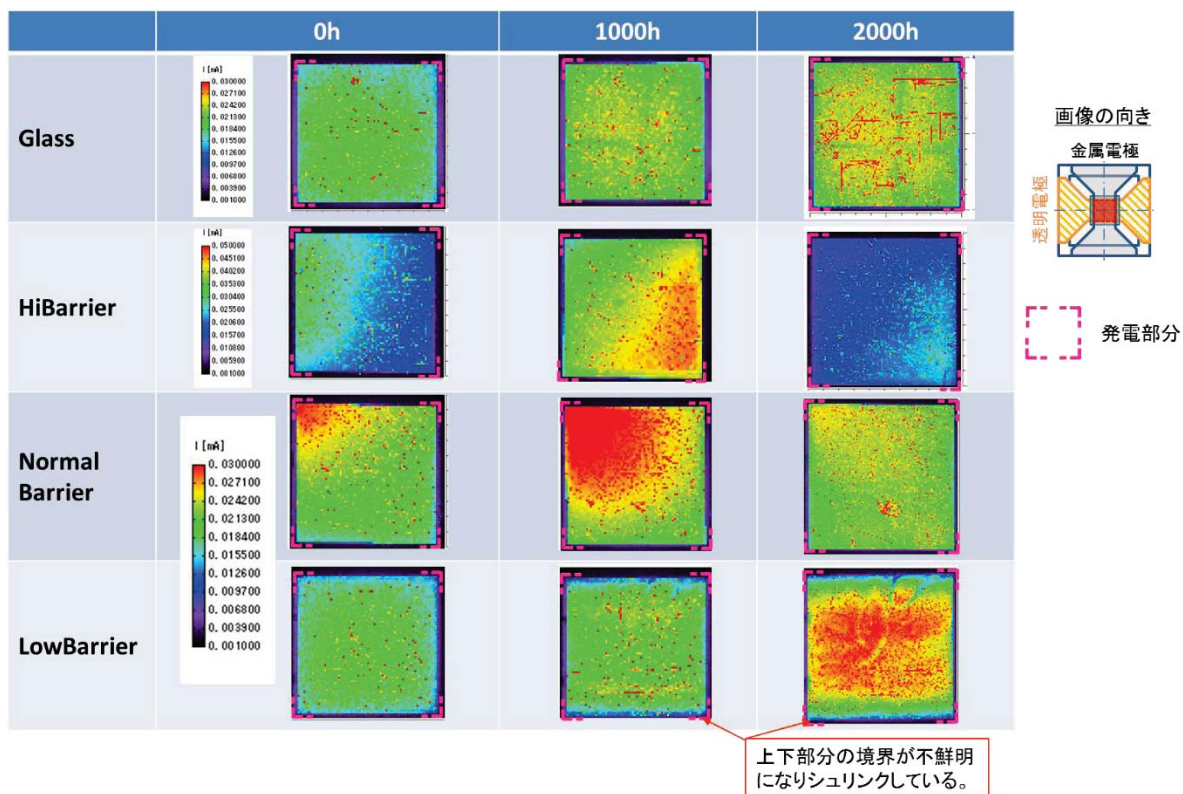 0h 1000h 2000h
Glass
I [mA]
0. 030000
0. 027100
0. 024200
0. 021300
0. 018400
0. 015500
0. 012600
0. 009700
0. 006800
0. 003900
0. 001000
HiBarrier
I [mA]
0. 050000
0. 045100
0. 040200
0. 035300
0. 030400
0. 025500
0. 020600
0. 015700
0. 010800
0. 005900
0. 001000
Normal
Barrier
I [mA]
0. 030000
0. 027100
0. 024200
0. 021300
0. 018400
0. 015500
0. 012600
0. 009700
0. 006800
0. 003900
0. 001000
LowBarrier
上下部分の境界が不鮮明
になりシュリンクしている。
画像の向き
金属電極
透明電極
発電部分